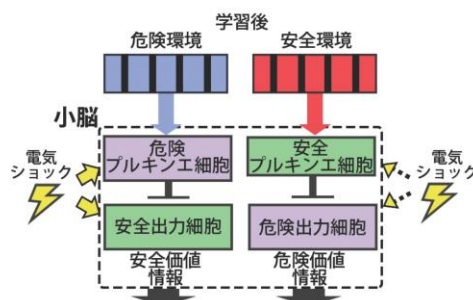 学習後
危険環境
安全環境
小脳
電気
ショック
危険
プルキンエ細胞
安全
プルキンエ細胞
電気
ショック
安全出力細胞
危険出力細胞
安全価値
情報
危険価値
情報